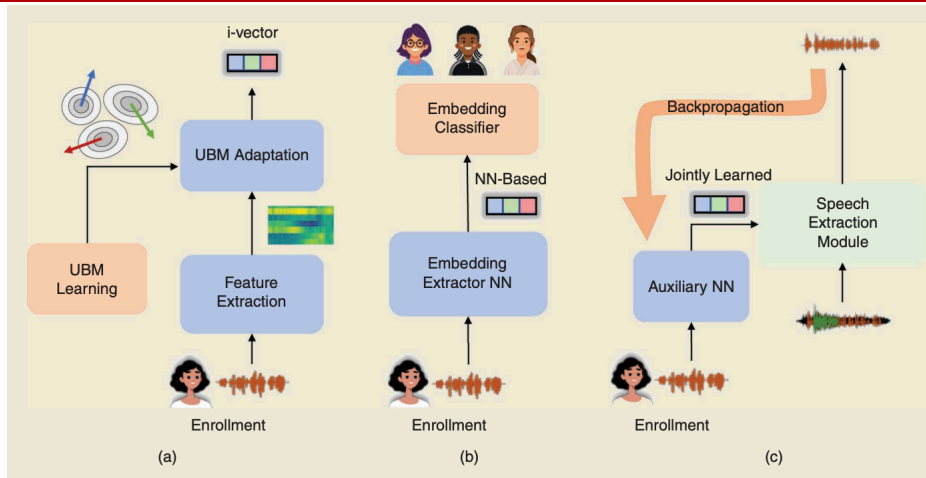 i-vector
UBM Adaptation
UBM
Learning
Feature
Extraction
Enrollment
(a)
Embedding
Classifier
NN-Based
Embedding
Extractor NN
Enrollment
(b)
Backpropagation
Jointly Learned
Speech
Extraction
Module
Auxiliary NN
Enrollment
(c)